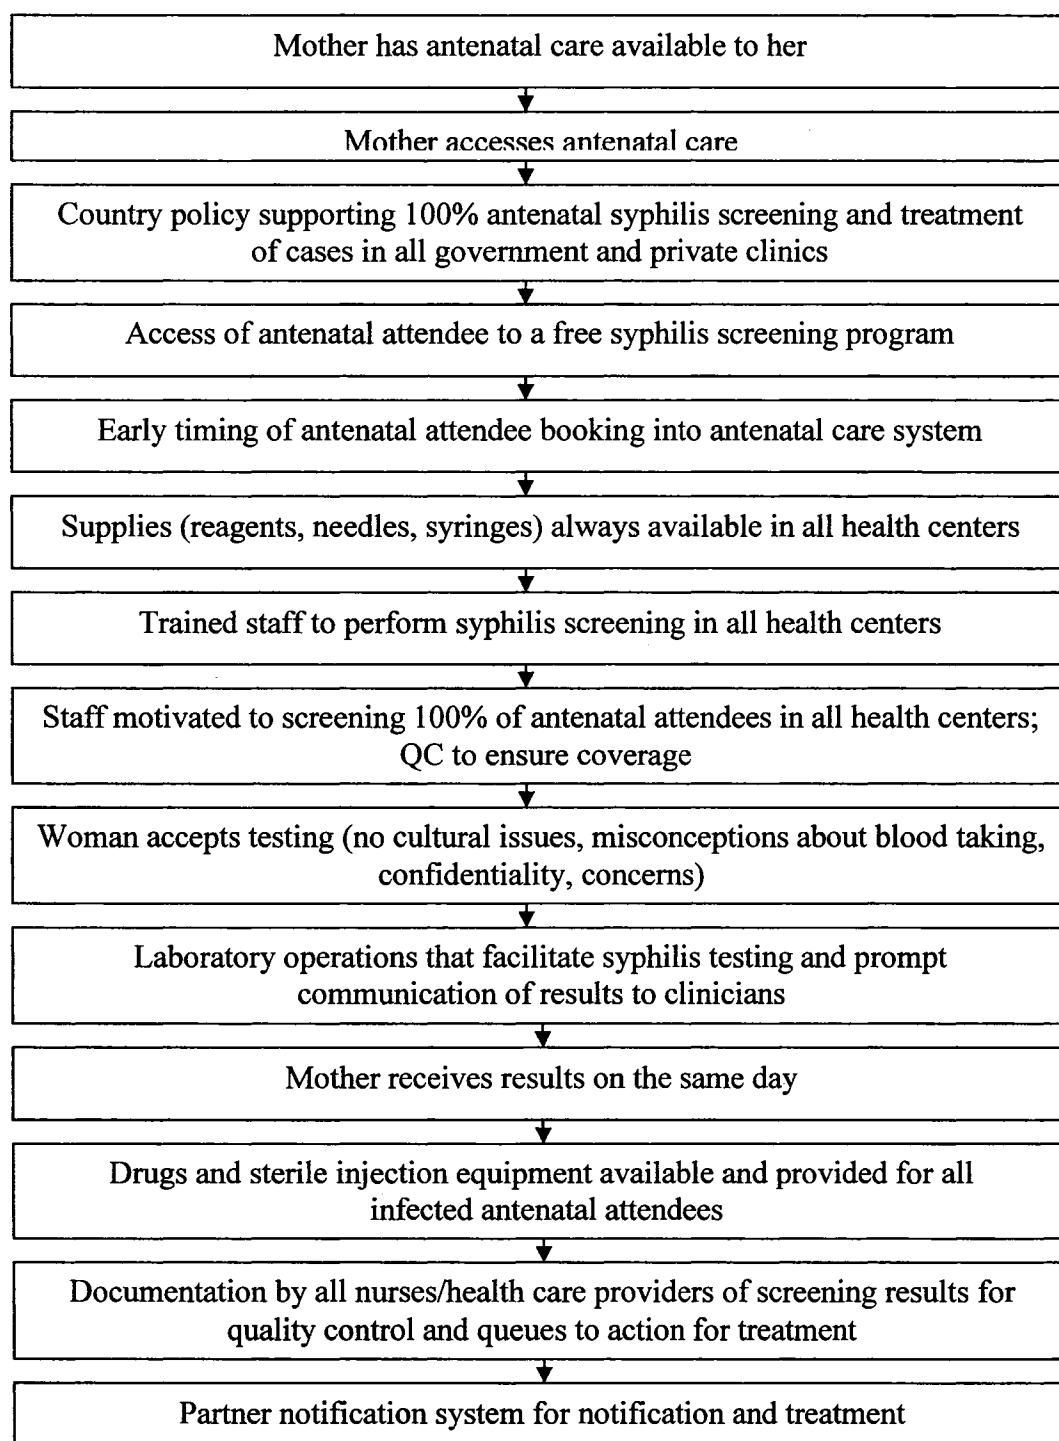 Mother has antenatal care available to her
Mother accesses antenatal care
Country policy supporting 100% antenatal syphilis screening and treatment
of cases in all government and private clinics
Access of antenatal attendee to a free syphilis screening program
Early timing of antenatal attendee booking into antenatal care system
Supplies (reagents, needles, syringes) always available in all health centers
Trained staff to perform syphilis screening in all health centers
Staff motivated to screening 100% of antenatal attendees in all health centers;
QC to ensure coverage
Woman accepts testing (no cultural issues, misconceptions about blood taking,
confidentiality, concerns)
Laboratory operations that facilitate syphilis testing and prompt
communication of results to clinicians
Mother receives results on the same day
Drugs and sterile injection equipment available and provided for all
infected antenatal attendees
Documentation by all nurses/health care providers of screening results for
quality control and queues to action for treatment
Partner notification system for notification and treatment